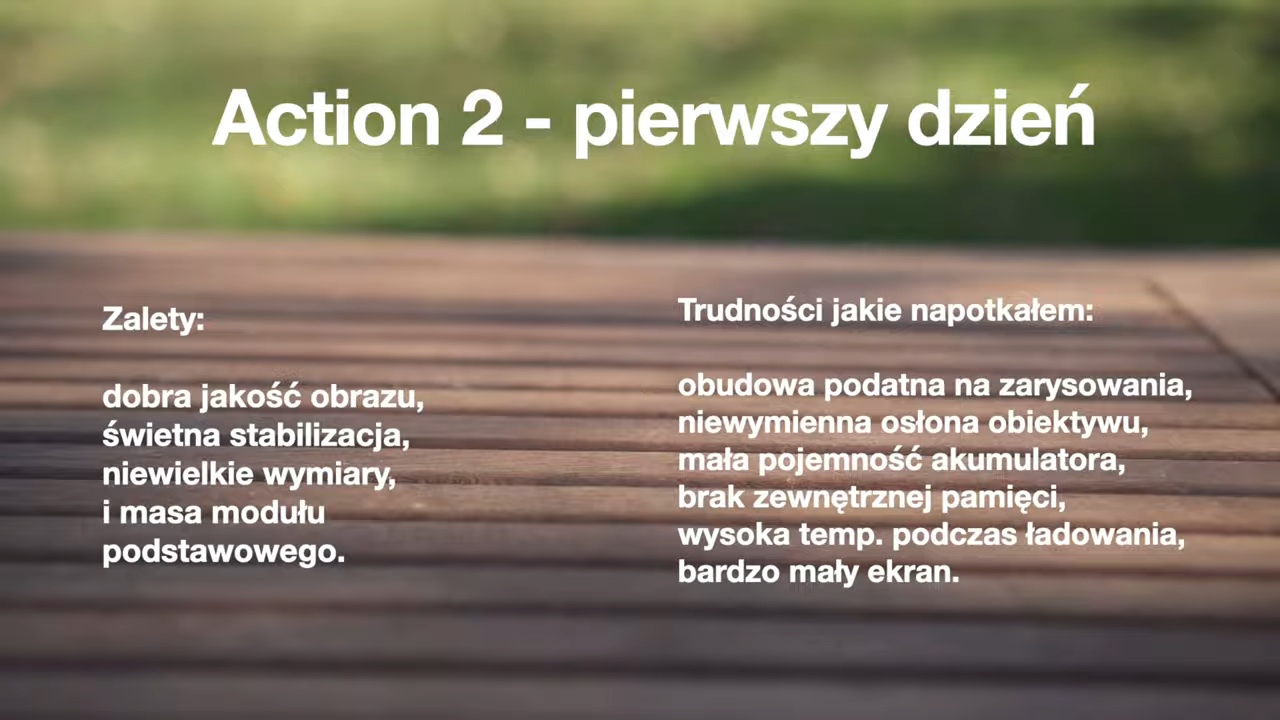 Action 2 - pierwszy dzień
Zalety:
dobra jakość obrazu,
świetna stabilizacja,
niewielkie wymiary,
i masa modułu
podstawowego.
Trudności jakie napotkałem:
obudowa podatna na zarysowania,
niewymienna osłona obiektywu,
mała pojemność akumulatora,
brak zewnętrznej pamięci,
wysoka temp. podczas ładowania,
bardzo mały ekran.